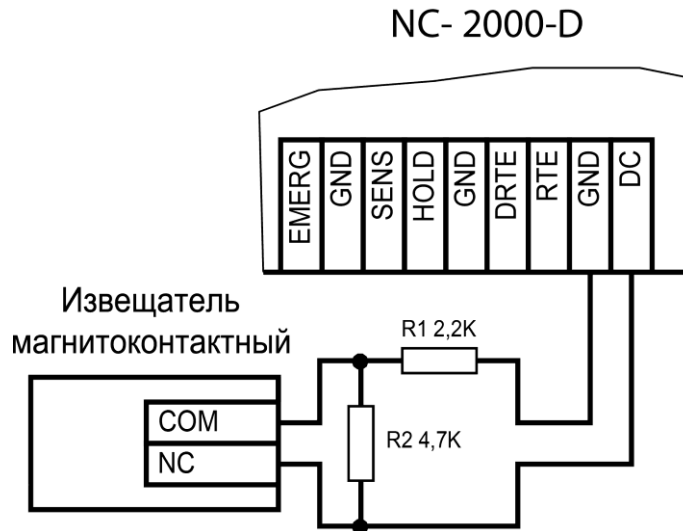 NC- 2000-D
EMERG
GND
SENS
HOLD
GND
DRTE
RTE
GND
DC
Извещатель
магнитоконтактный
R1 2,2K
COM
R2 4,7K
NC